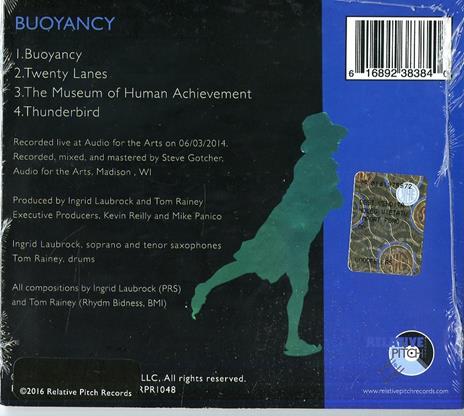 BUOYANCY
1.Buoyancy
2.Twenty Lanes
3.The Museum of Human Achievement
4.Thunderbird
Recorded live at Audio for the Arts on 06/03/2014.
Recorded, mixed, and mastered by Steve Gotcher,
Audio for the Arts, Madison , WI
Produced by Ingrid Laubrock and Tom Rainey
Executive Producers, Kevin Reilly and Mike Panico
Ingrid Laubrock, soprano and tenor saxophones
Tom Rainey, drums
All compositions by Ingrid Laubrock (PRS)
and Tom Rainey (Rhydm Bidness, BMI)
LLC, All rights reserved.
RPR1048
©2016 Relative Pitch Records
6 16892 38384 0
RELATIVE
PITCH
www.relativepitchrecords.com